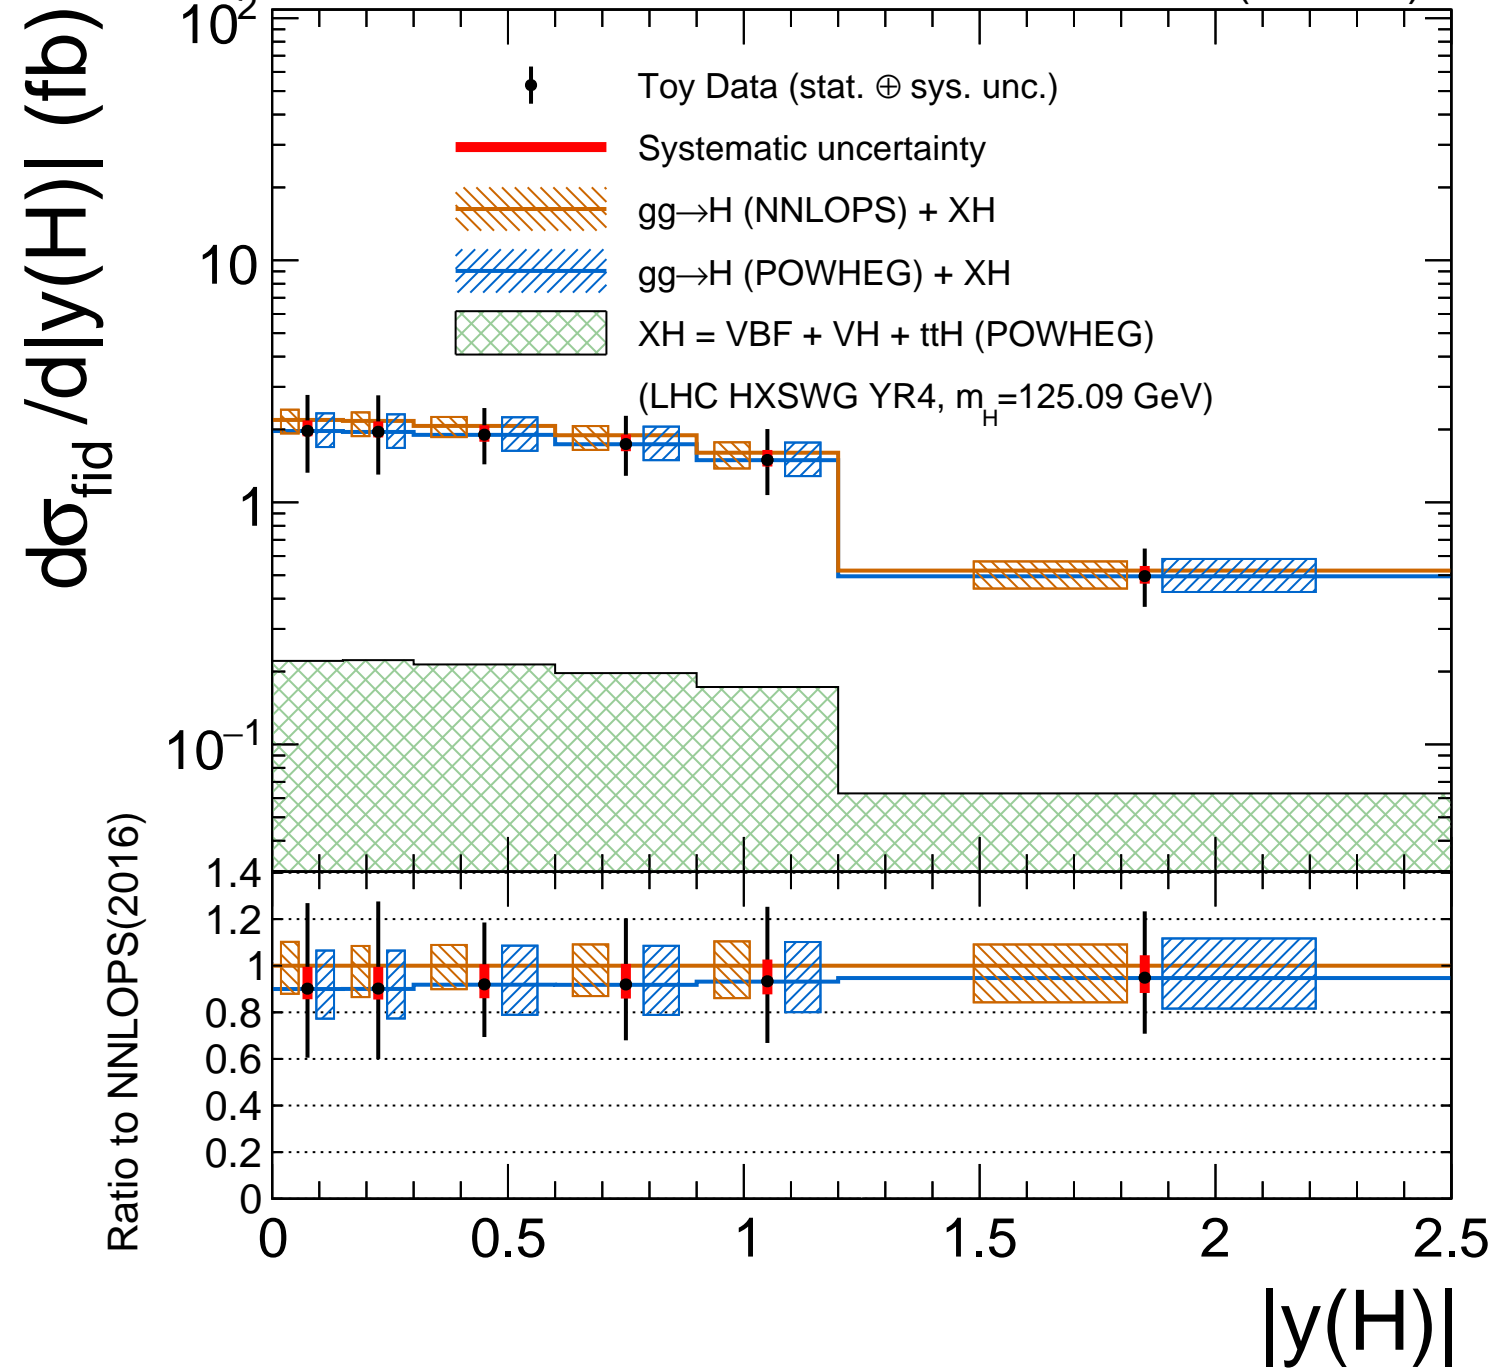 10²
dσfid/d|y(H)| (fb)
Toy Data (stat. ⊕ sys. unc.)
Systematic uncertainty
gg→H (NNLOPS) + XH
gg→H (POWHEG) + XH
XH = VBF + VH + ttH (POWHEG)
(LHC HXSWG YR4, mH=125.09 GeV)
10
1
10⁻¹
Ratio to NNLOPS(2016)
1.4
1.2
1
0.8
0.6
0.4
0.2
0
0 0.5 1 1.5 2 2.5
|y(H)|